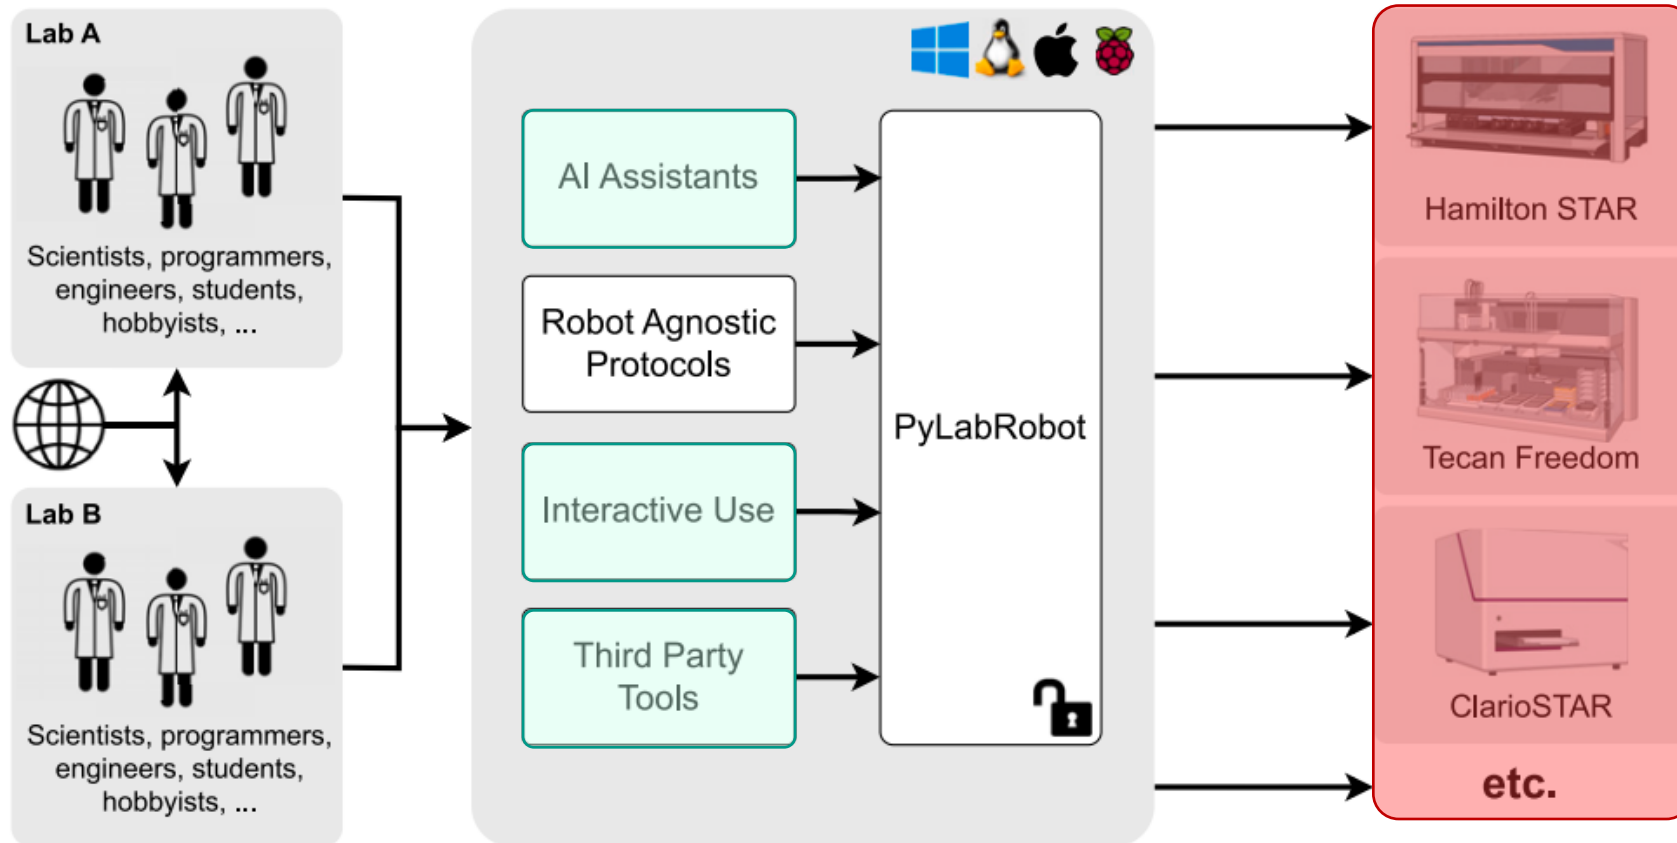 Lab A
Scientists, programmers,
engineers, students,
hobbyists, ...
Lab B
Scientists, programmers,
engineers, students,
hobbyists, ...
AI Assistants
Robot Agnostic
Protocols
Interactive Use
Third Party
Tools
PyLabRobot
Hamilton STAR
Tecan Freedom
ClarioSTAR
etc.